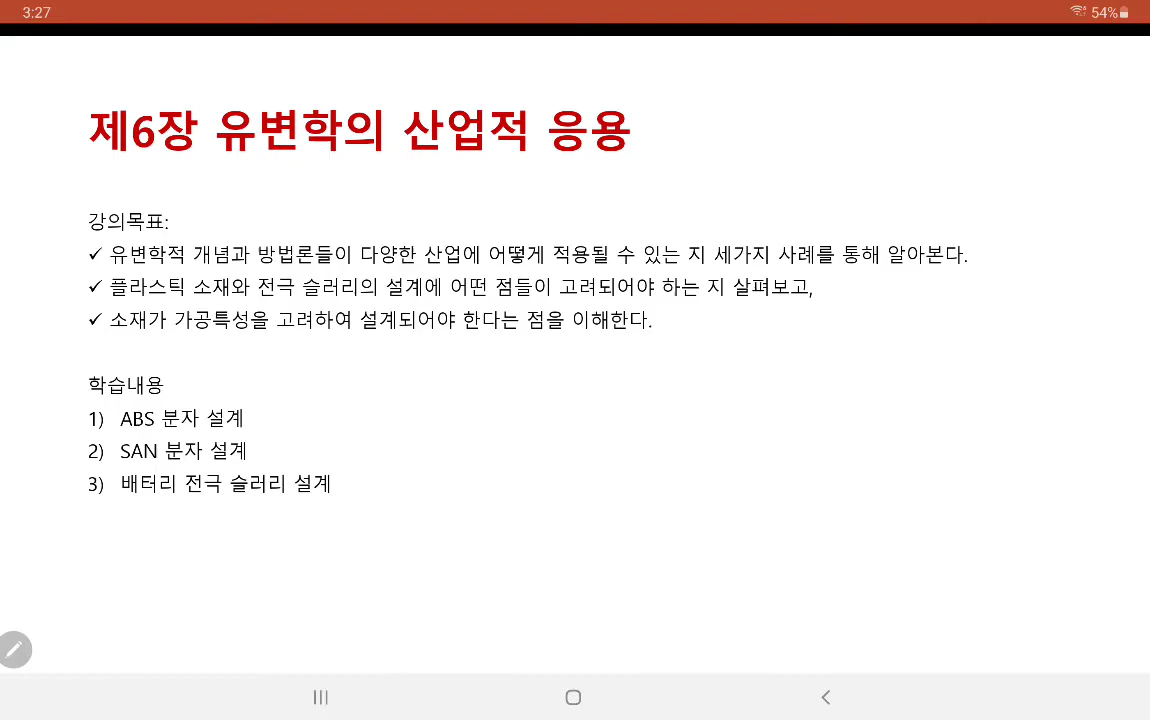 3:27
54%
제6장 유변학의 산업적 응용
강의목표:
✓ 유변학적 개념과 방법론들이 다양한 산업에 어떻게 적용될 수 있는 지 세가지 사례를 통해 알아본다.
✓ 플라스틱 소재와 전극 슬러리의 설계에 어떤 점들이 고려되어야 하는 지 살펴보고,
✓ 소재가 가공특성을 고려하여 설계되어야 한다는 점을 이해한다.
학습내용
1) ABS 분자 설계
2) SAN 분자 설계
3) 배터리 전극 슬러리 설계